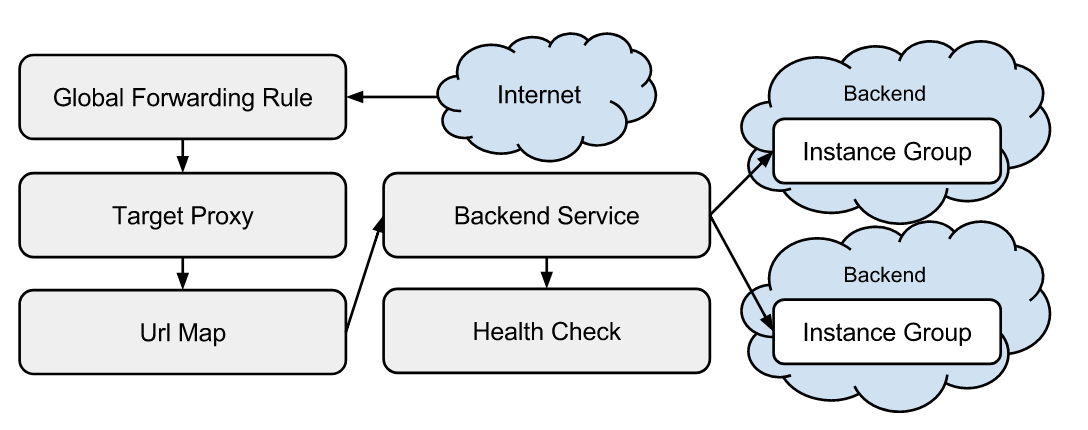 Global Forwarding Rule
Internet
Backend
Instance Group
Target Proxy
Backend Service
Backend
Instance Group
Url Map
Health Check